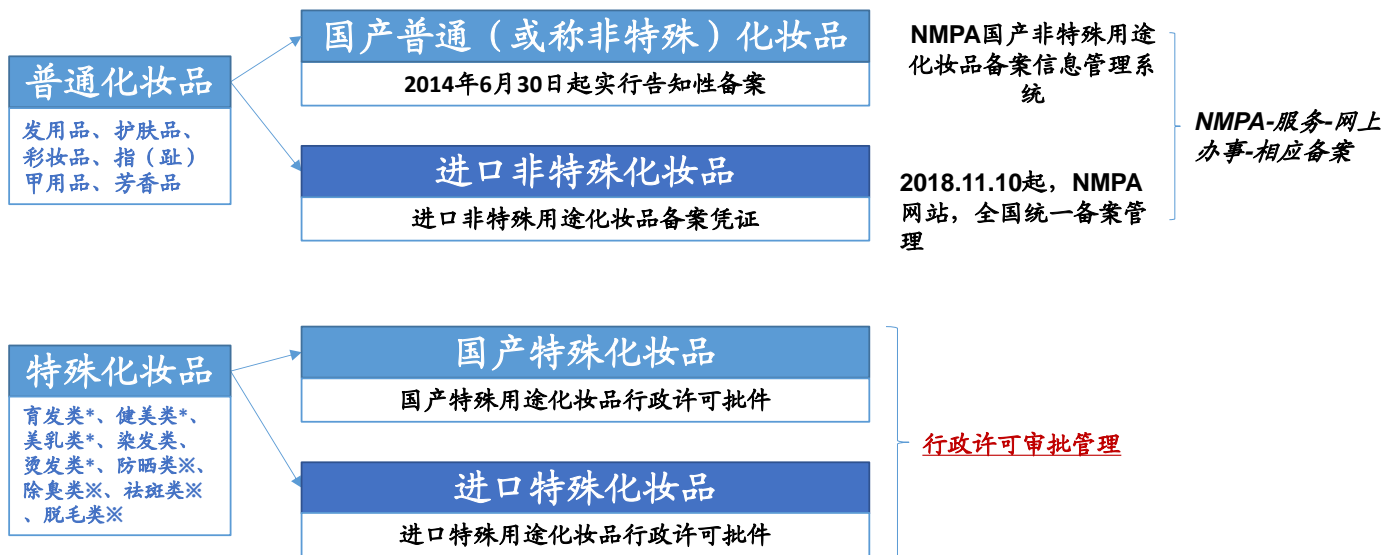 普通化妆品
发用品、护肤品、
彩妆品、指（趾）
甲用品、芳香品
国产普通（或称非特殊）化妆品
2014年6月30日起实行告知性备案
进口非特殊化妆品
进口非特殊用途化妆品备案凭证
NMPA国产非特殊用途
化妆品备案信息管理系
统
2018.11.10起，NMPA
网站，全国统一备案管
理
NMPA-服务-网上
办事-相应备案
特殊化妆品
育发类*、健美类*、
美乳类*、染发类、
烫发类*、防晒类※、
除臭类※、祛斑类※
、脱毛类※
国产特殊化妆品
国产特殊用途化妆品行政许可批件
进口特殊化妆品
进口特殊用途化妆品行政许可批件
行政许可审批管理